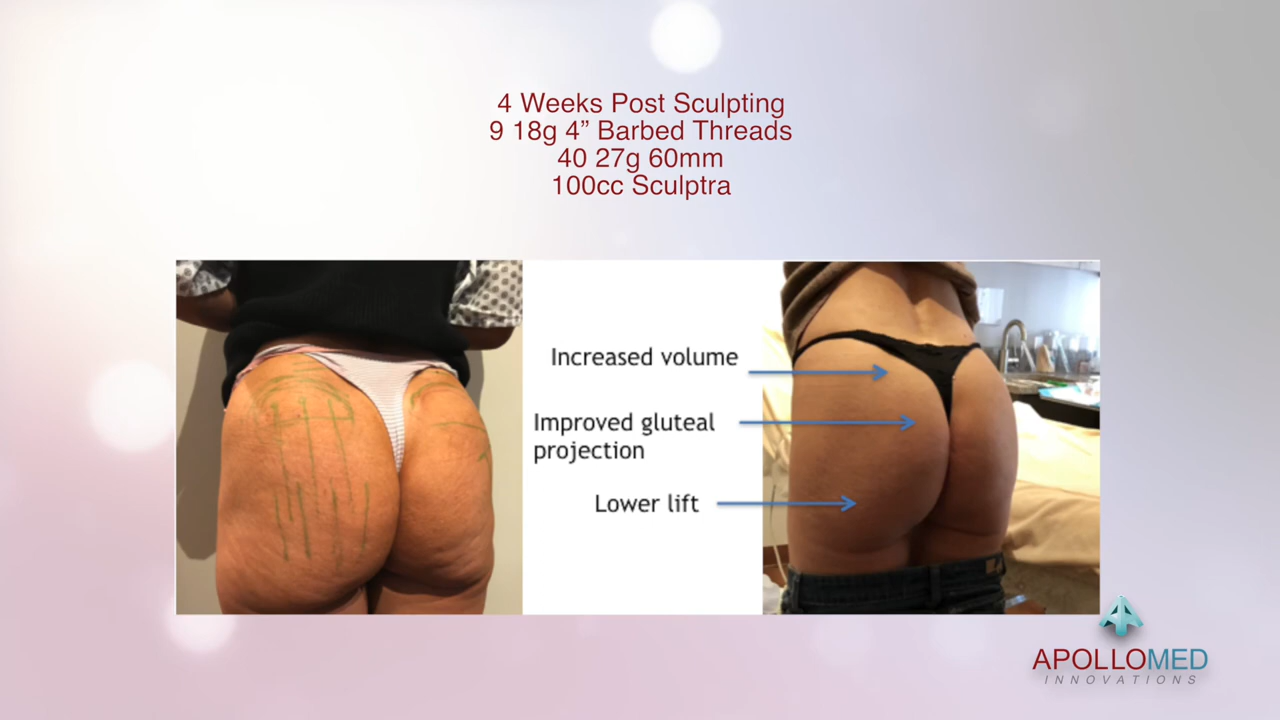 4 Weeks Post Sculpting
9 18g 4” Barbed Threads
40 27g 60mm
100cc Sculptra
Increased volume
Improved gluteal
projection
Lower lift
APOLLOMED
INNOVATIONS